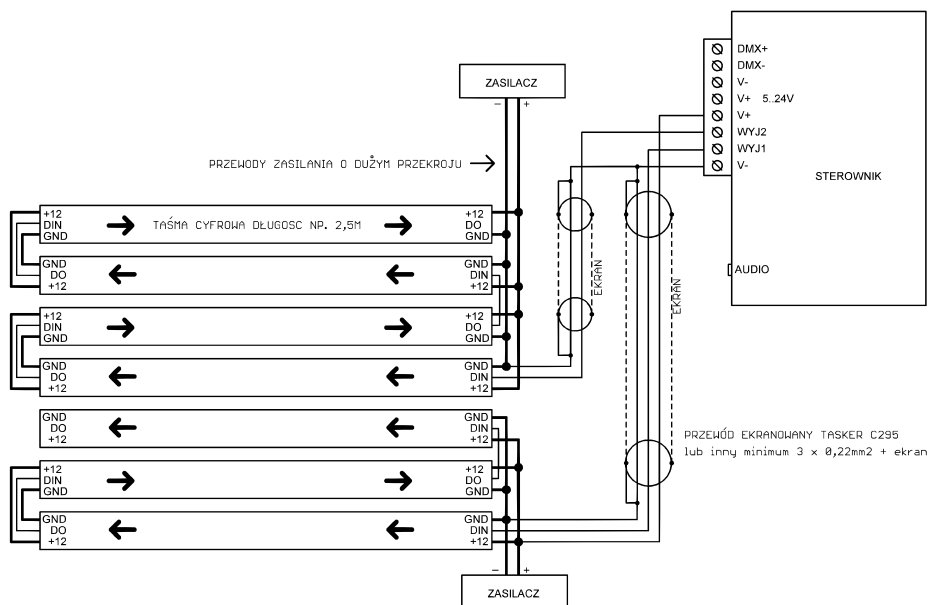 ZASILACZ
– +
PRZEWODY ZASILANIA O DUŻYM PRZEKROJU
DMX+
DMX-
V-
V+ 5..24V
V+
WYJ2
WYJ1
V-
STEROWNIK
AUDIO
+12 +12
DIN TAŚMA CYFROWA DŁUGOSC NP. 2,5M DO
GND GND
GND GND
DO DIN
+12 +12
+12 +12
DIN DO
GND GND
GND GND
DO DIN
+12 +12
EKRAN
EKRAN
GND GND
DO DIN
+12 +12
+12 +12
DIN DO
GND GND
GND GND
DO DIN
+12 +12
PRZEWÓD EKRANOWANY TASKER C295
lub inny minimum 3 x 0,22mm2 + ekran
– +
ZASILACZ